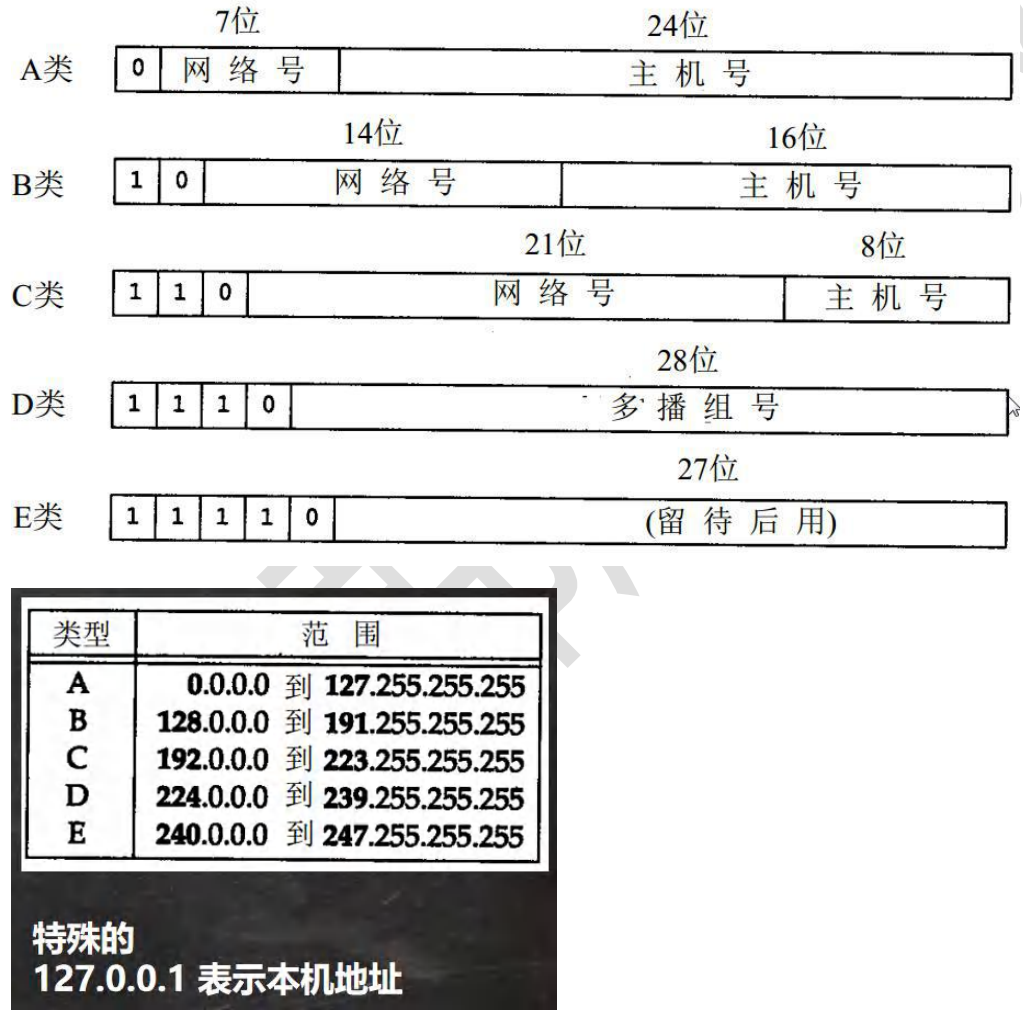 7位 24位
A类 0 网络号 主机号
14位 16位
B类 1 0 网络号 主机号
21位 8位
C类 1 1 0 网络号 主机号
28位
D类 1 1 1 0 多播组号
27位
E类 1 1 1 1 0 (留待后用)
类型 范围
A 0.0.0.0 到 127.255.255.255
B 128.0.0.0 到 191.255.255.255
C 192.0.0.0 到 223.255.255.255
D 224.0.0.0 到 239.255.255.255
E 240.0.0.0 到 247.255.255.255
特殊的
127.0.0.1 表示本机地址